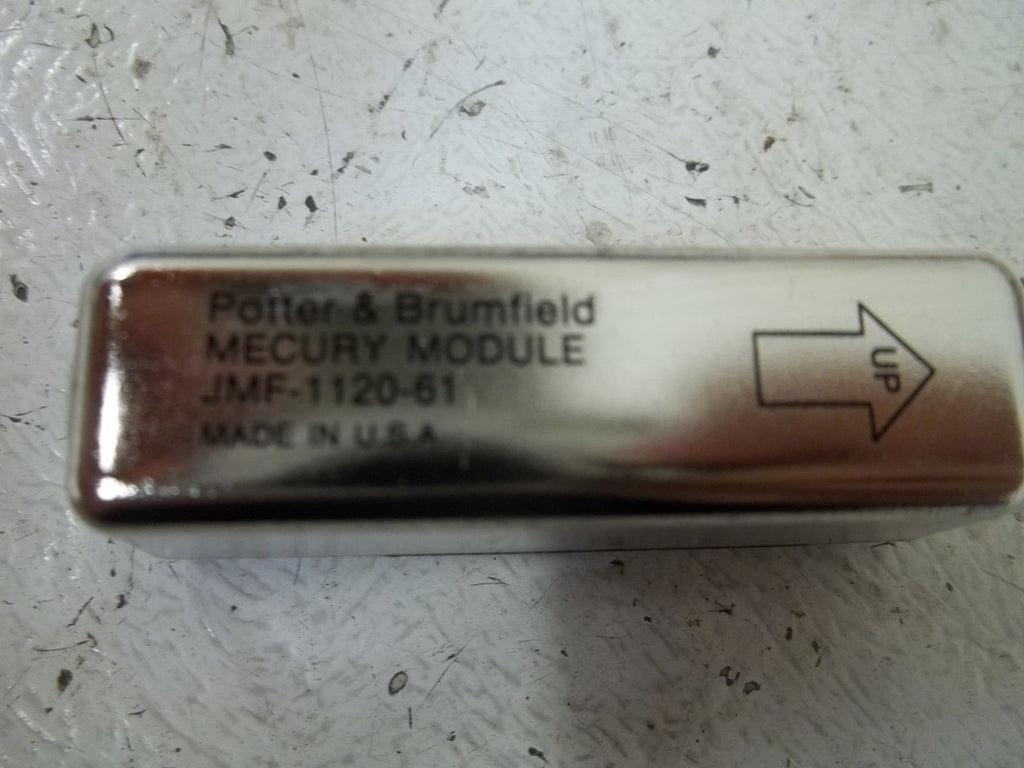 Potter & Brumfield
MECURY MODULE
JMF-1120-61
MADE IN U.S.A.
UP